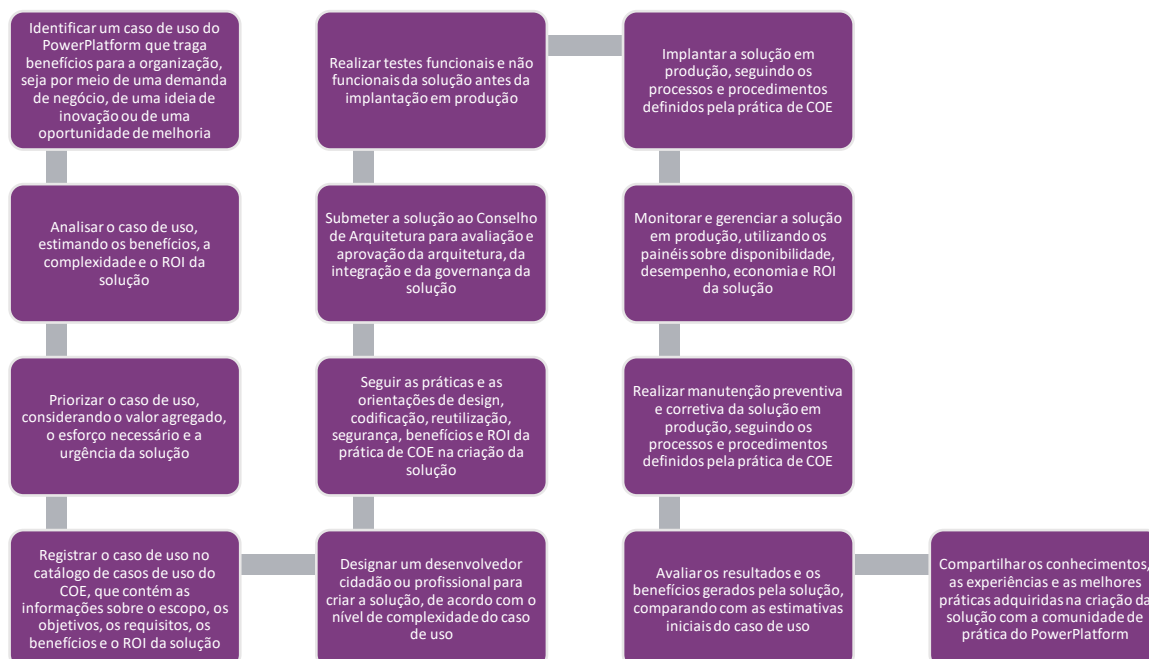 Identificar um caso de uso do
PowerPlatform que traga
benefícios para a organização,
seja por meio de uma demanda
de negócio, de uma ideia de
inovação ou de uma
oportunidade de melhoria
Analisar o caso de uso,
estimando os benefícios, a
complexidade e o ROI da
solução
Priorizar o caso de uso,
considerando o valor agregado,
o esforço necessário e a
urgência da solução
Registrar o caso de uso no
catálogo de casos de uso do
COE, que contém as
informações sobre o escopo, os
objetivos, os requisitos, os
benefícios e o ROI da solução
Designar um desenvolvedor
cidadão ou profissional para
criar a solução, de acordo com o
nível de complexidade do caso
de uso
Seguir as práticas e as
orientações de design,
codificação, reutilização,
segurança, benefícios e ROI da
prática de COE na criação da
solução
Submeter a solução ao Conselho
de Arquitetura para avaliação e
aprovação da arquitetura, da
integração e da governança da
solução
Realizar testes funcionais e não
funcionais da solução antes da
implantação em produção
Implantar a solução em
produção, seguindo os
processos e procedimentos
definidos pela prática de COE
Monitorar e gerenciar a solução
em produção, utilizando os
painéis sobre disponibilidade,
desempenho, economia e ROI
da solução
Realizar manutenção preventiva
e corretiva da solução em
produção, seguindo os
processos e procedimentos
definidos pela prática de COE
Avaliar os resultados e os
benefícios gerados pela solução,
comparando com as estimativas
iniciais do caso de uso
Compartilhar os conhecimentos,
as experiências e as melhores
práticas adquiridas na criação da
solução com a comunidade de
prática do PowerPlatform